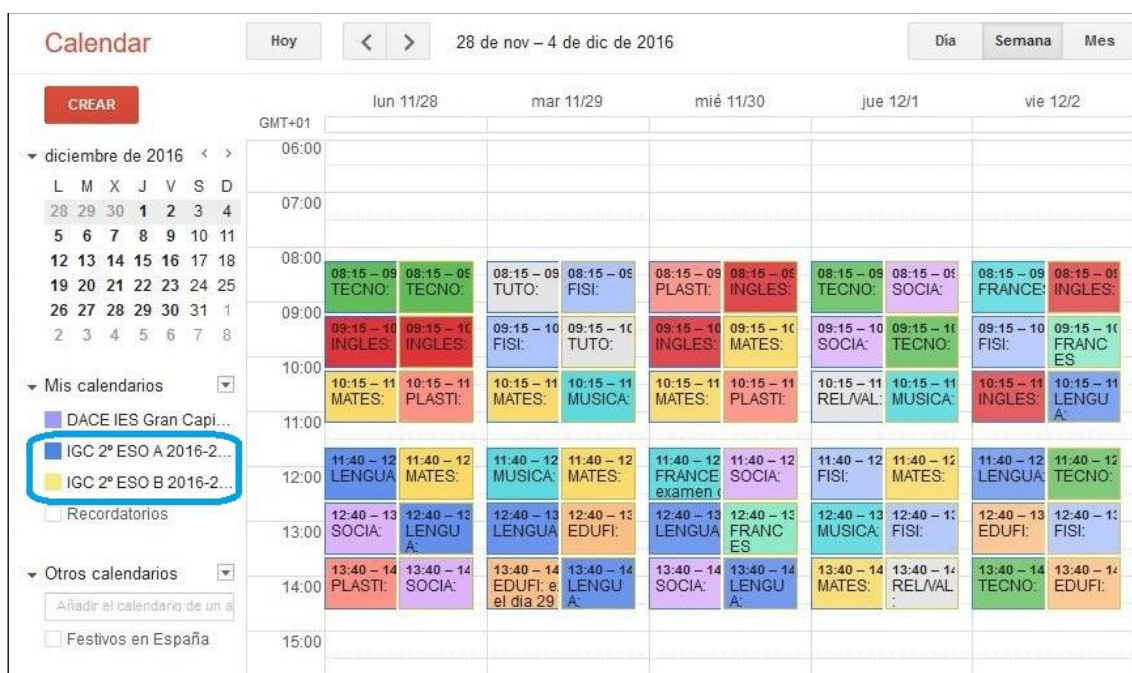 Calendar
Hoy
< >
28 de nov – 4 de dic de 2016
Día Semana Mes
CREAR
diciembre de 2016 < >
L M X J V S D
28 29 30 1 2 3 4
5 6 7 8 9 10 11
12 13 14 15 16 17 18
19 20 21 22 23 24 25
26 27 28 29 30 31 1
2 3 4 5 6 7 8
Mis calendarios
DACE IES Gran Capi...
IGC 2º ESO A 2016-2...
IGC 2º ESO B 2016-2...
Recordatorios
Otros calendarios
Añadir el calendario de un a
Festivos en España
lun 11/28 mar 11/29 mié 11/30 jue 12/1 vie 12/2
GMT+01
06:00
07:00
08:00
08:15 – 09 08:15 – 09 08:15 – 09 08:15 – 09 08:15 – 09 08:15 – 09 08:15 – 09 08:15 – 09 08:15 – 09 08:15 – 09
TECNO: TECNO: TUTO: FISI: PLASTI: INGLES: TECNO: SOCIA: FRANCE: INGLES:
09:00
09:15 – 10 09:15 – 10 09:15 – 10 09:15 – 10 09:15 – 10 09:15 – 10 09:15 – 10 09:15 – 10 09:15 – 10 09:15 – 10
INGLES: INGLES: FISI: TUTO: INGLES: MATES: SOCIA: TECNO: FISI: FRANC
ES
10:00
10:15 – 11 10:15 – 11 10:15 – 11 10:15 – 11 10:15 – 11 10:15 – 11 10:15 – 11 10:15 – 11 10:15 – 11 10:15 – 11
MATES: PLASTI: MATES: MUSICA: MATES: PLASTI: REL/VAL: MUSICA: INGLES: LENGU
A:
11:00
11:40 – 12 11:40 – 12 11:40 – 12 11:40 – 12 11:40 – 12 11:40 – 12 11:40 – 12 11:40 – 12 11:40 – 12 11:40 – 12
12:00 LENGUA MATES: MUSICA: MATES: FRANCE SOCIA: FISI: MATES: LENGUA: TECNO:
examen
12:40 – 13 12:40 – 13 12:40 – 13 12:40 – 13 12:40 – 13 12:40 – 13 12:40 – 13 12:40 – 13 12:40 – 13 12:40 – 13
13:00 SOCIA: LENGU LENGUA EDUFI: LENGUA FRANC MUSICA: FISI: EDUFI: FISI:
A: ES
13:40 – 14 13:40 – 14 13:40 – 14 13:40 – 14 13:40 – 14 13:40 – 14 13:40 – 14 13:40 – 14 13:40 – 14 13:40 – 14
14:00 PLASTI: SOCIA: EDUFI: e LENGU SOCIA: LENGU MATES: REL/VAL TECNO: EDUFI:
el dia 29 A: A: :
15:00